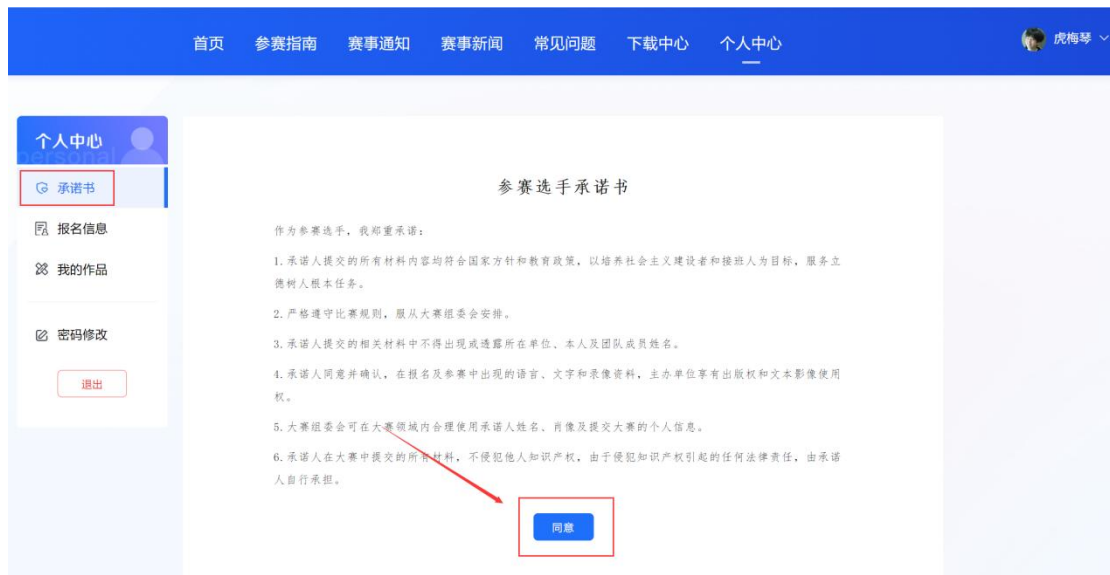 首页 参赛指南 赛事通知 赛事新闻 常见问题 下载中心 个人中心 虎梅琴
个人中心
personal
承诺书
报名信息
我的作品
密码修改
退出
参赛选手承诺书
作为参赛选手，我郑重承诺：
1.承诺人提交的所有材料内容均符合国家方针和教育政策，以培养社会主义建设者和接班人为目标，服务立
德树人根本任务。
2.严格遵守比赛规则，服从大赛组委会安排。
3.承诺人提交的相关材料中不得出现或透露所在单位、本人及团队成员姓名。
4.承诺人同意并确认，在报名及参赛中出现的语言、文字和录像资料，主办单位享有出版权和文本影像使用
权。
5.大赛组委会可在大赛领域内合理使用承诺人姓名、肖像及提交大赛的个人信息。
6.承诺人在大赛中提交的所有材料，不侵犯他人知识产权，由于侵犯知识产权引起的任何法律责任，由承诺
人自行承担。
同意